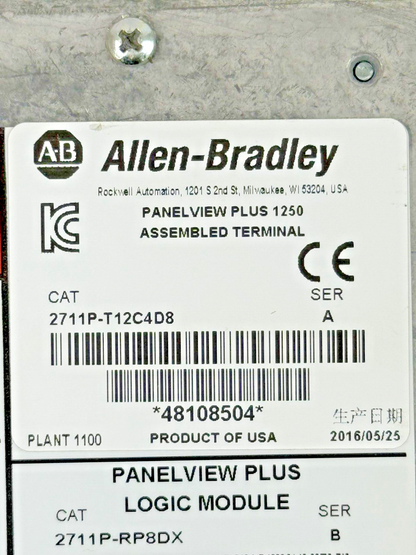 A·B Allen-Bradley
Rockwell Automation, 1201 S 2nd St, Milwaukee, WI 53204, USA
PANELVIEW PLUS 1250
ASSEMBLED TERMINAL
KC CE
CAT SER
2711P-T12C4D8 A
*48108504*
生产日期
PLANT 1100 PRODUCT OF USA 2016/05/25
PANELVIEW PLUS
LOGIC MODULE
CAT SER
2711P-RP8DX B